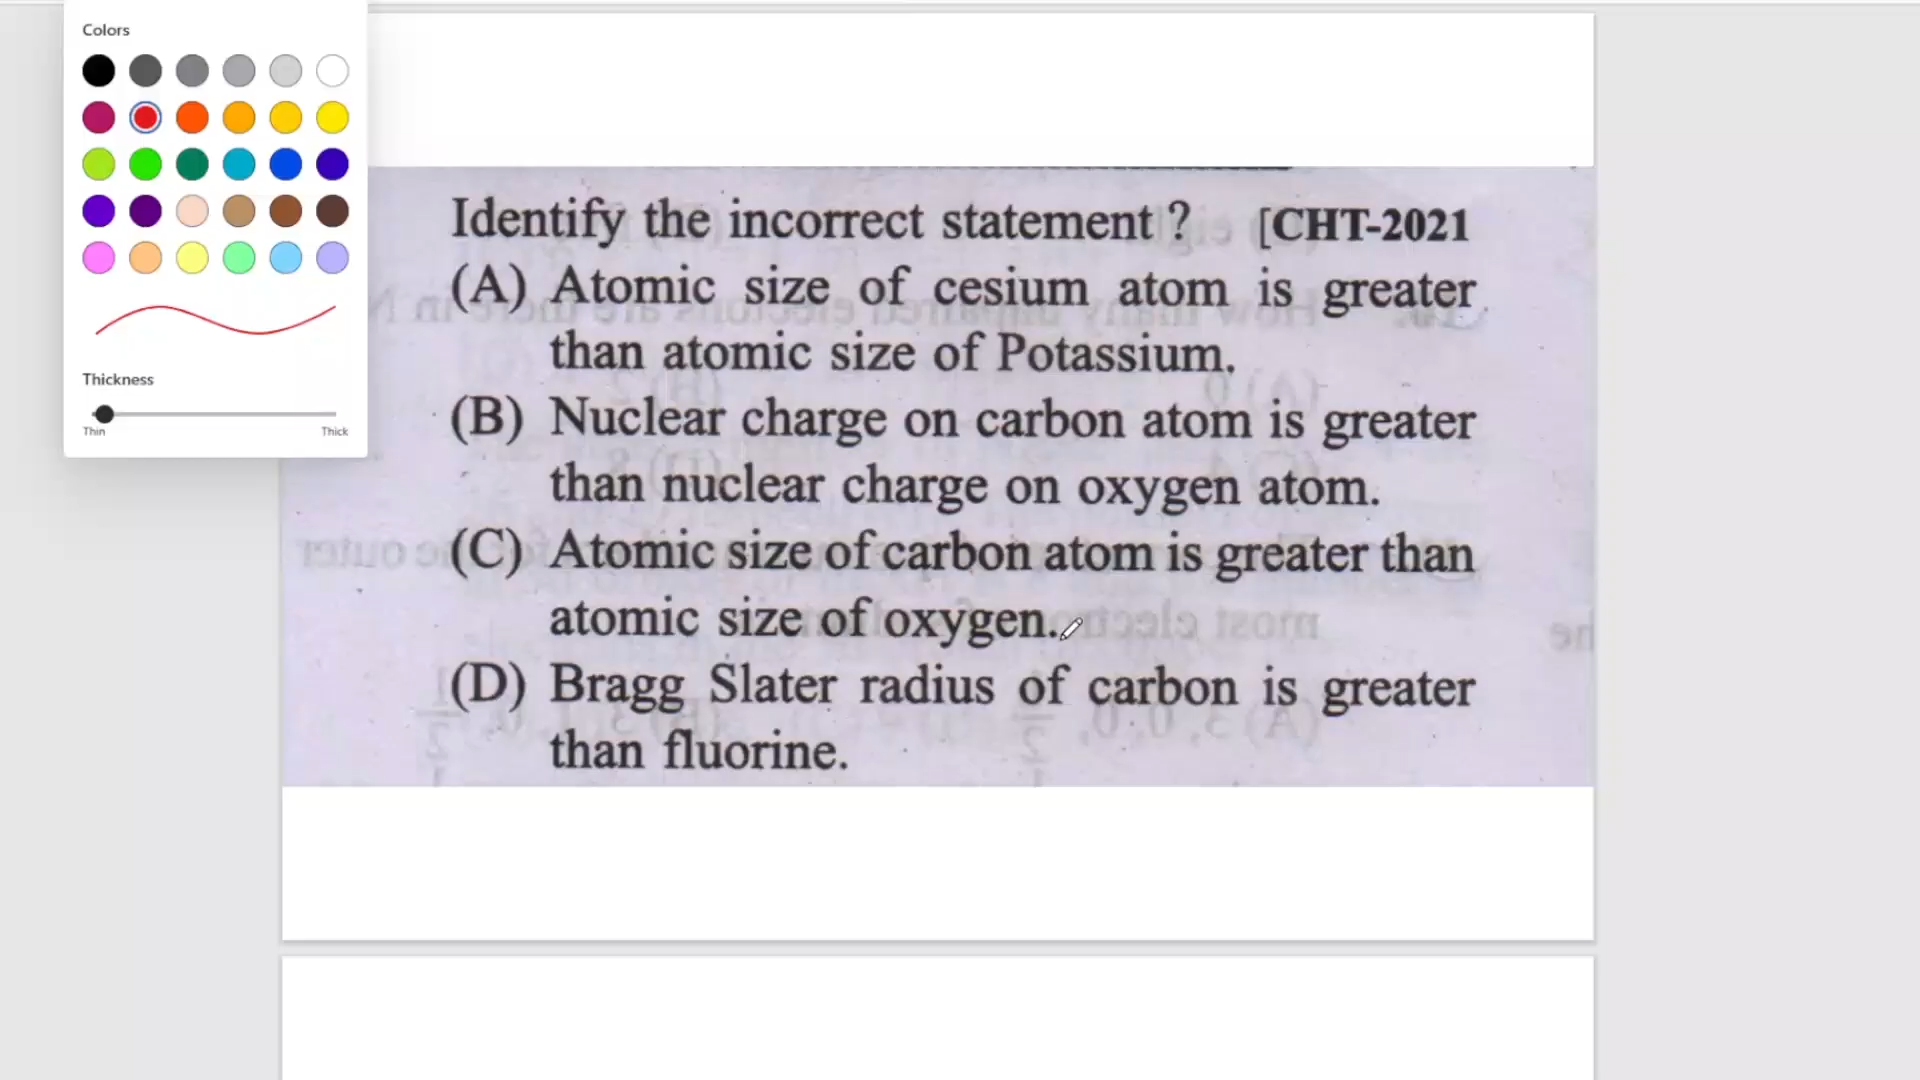 Colors
Thickness
Thin Thick
Identify the incorrect statement ? [CHT-2021
(A) Atomic size of cesium atom is greater
than atomic size of Potassium.
(B) Nuclear charge on carbon atom is greater
than nuclear charge on oxygen atom.
(C) Atomic size of carbon atom is greater than
atomic size of oxygen.
(D) Bragg Slater radius of carbon is greater
than fluorine.